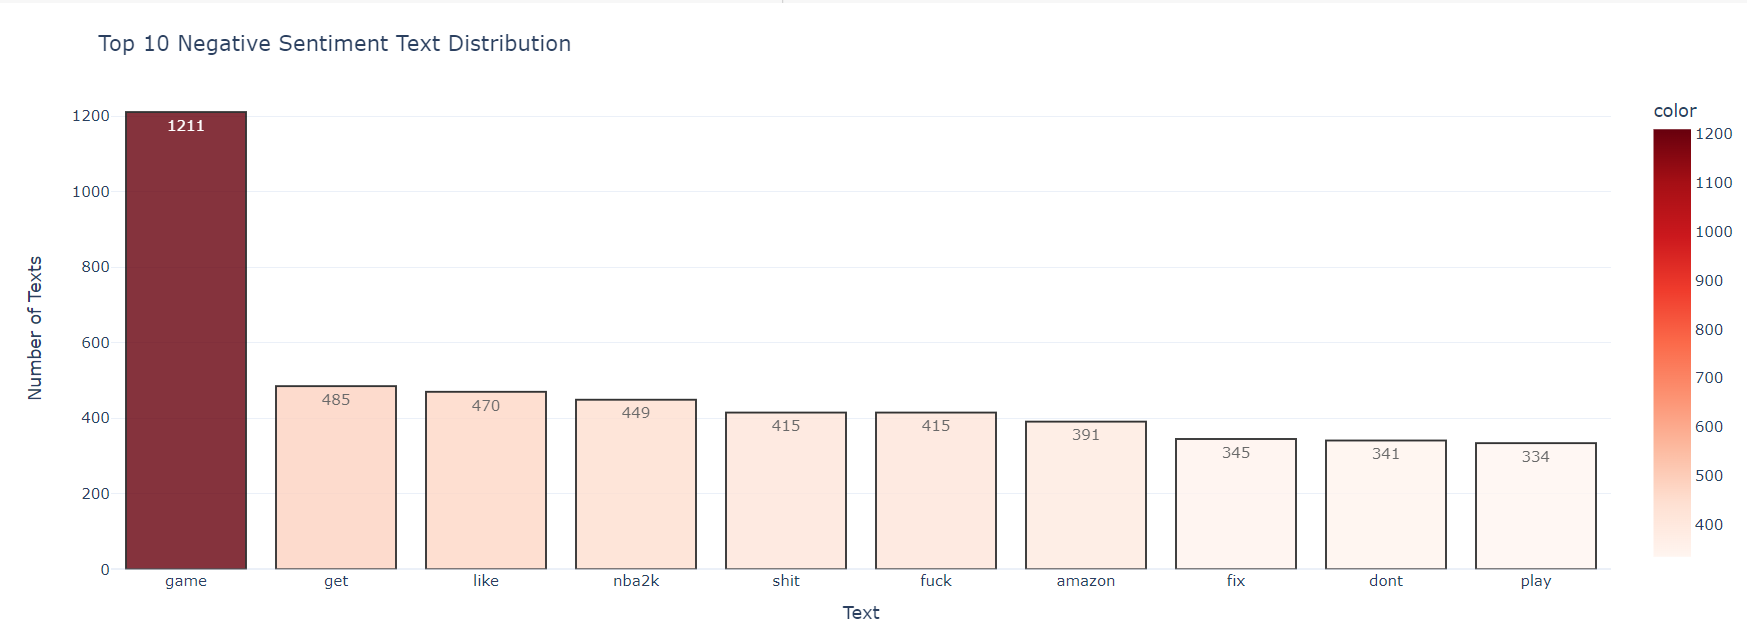 Top 10 Negative Sentiment Text Distribution
Number of Texts
1200
1000
800
600
400
200
0
1211
485
470
449
415
415
391
345
341
334
game
get
like
nba2k
shit
fuck
amazon
fix
dont
play
Text
color
1200
1100
1000
900
800
700
600
500
400